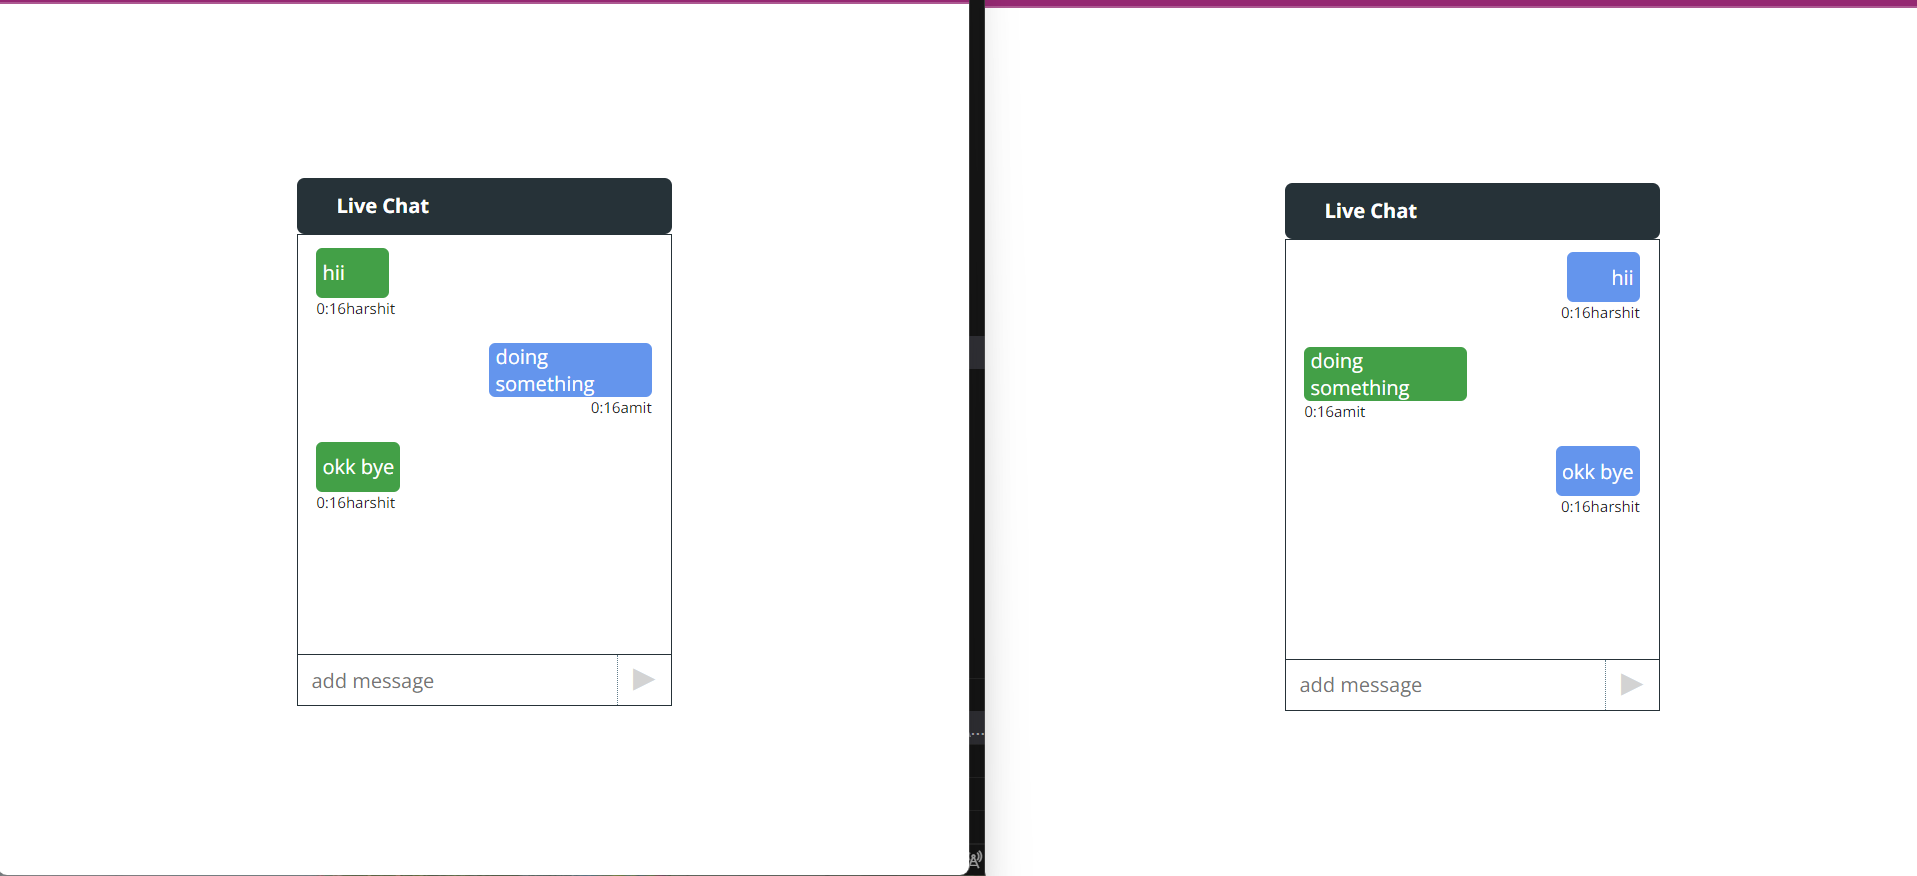 Live Chat
hii
0:16harshit
doing
something
0:16amit
okk bye
0:16harshit
add message
Live Chat
hii
0:16harshit
doing
something
0:16amit
okk bye
0:16harshit
add message